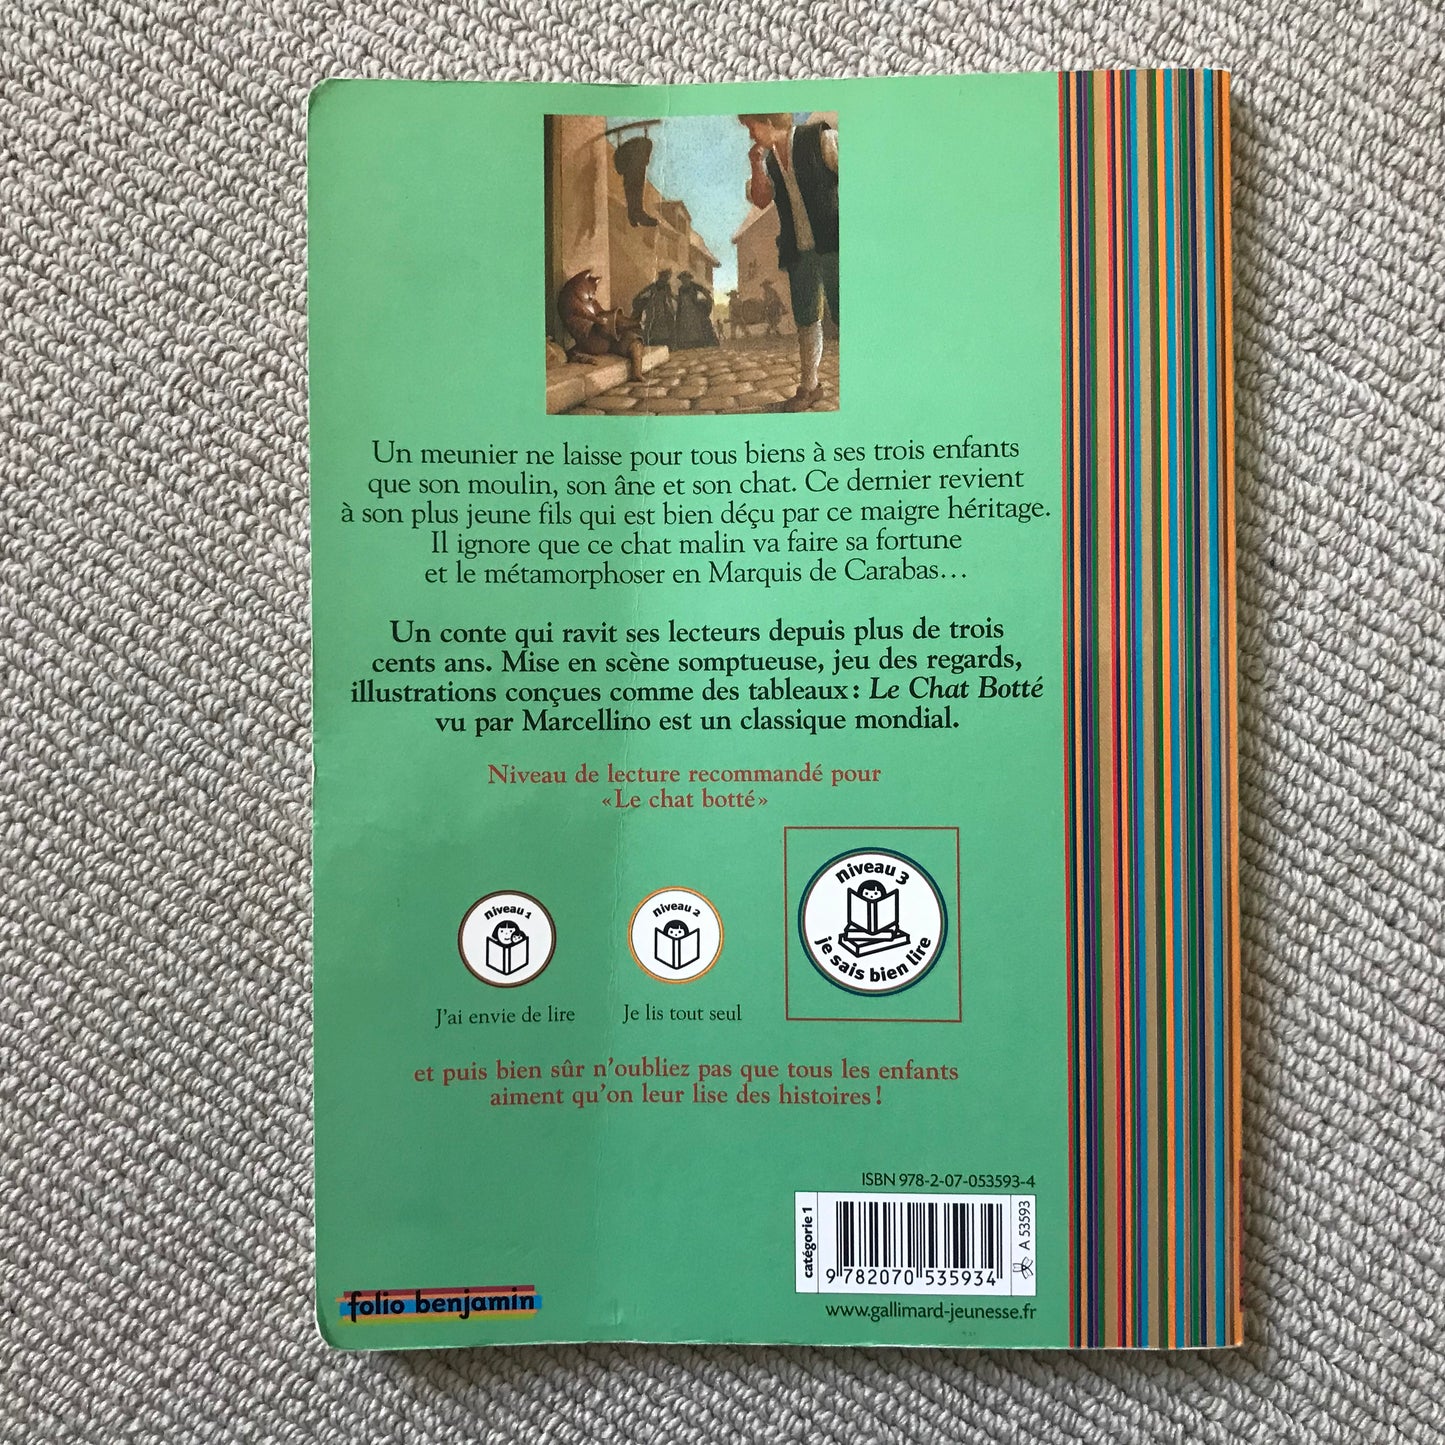 Un meunier ne laisse pour tous biens à ses trois enfants
que son moulin, son âne et son chat. Ce dernier revient
à son plus jeune fils qui est bien déçu par ce maigre héritage.
Il ignore que ce chat malin va faire sa fortune
et le métamorphoser en Marquis de Carabas…
Un conte qui ravit ses lecteurs depuis plus de trois
cents ans. Mise en scène somptueuse, jeu des regards,
illustrations conçues comme des tableaux : Le Chat Botté
vu par Marcellino est un classique mondial.
Niveau de lecture recommandé pour
«Le chat botté»
niveau 1
J'ai envie de lire
niveau 2
Je lis tout seul
niveau 3
je sais bien lire
et puis bien sûr n'oubliez pas que tous les enfants
aiment qu'on leur lise des histoires !
ISBN 978-2-07-053593-4
catégorie 1
A 53593
9 782070 535934
folio benjamin
www.gallimard-jeunesse.fr